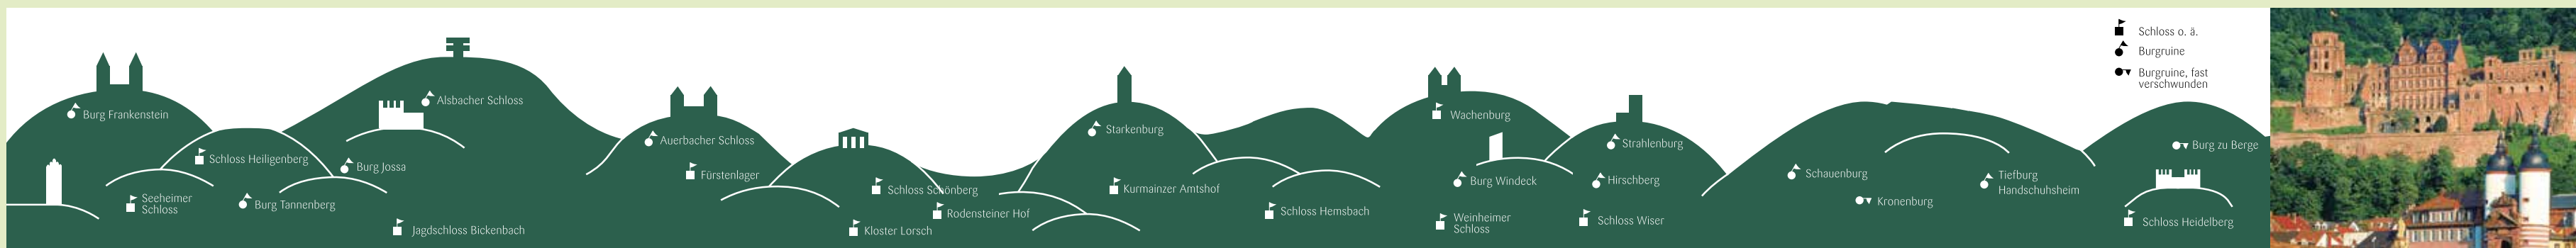 Burg Frankenstein
Schloss Heiligenberg
Seeheimer
Schloss
Burg Tannenberg
Burg Jossa
Alsbacher Schloss
Jagdschloss Bickenbach
Auerbacher Schloss
Fürstenlager
Schloss Schönberg
Rodensteiner Hof
Kloster Lorsch
Starkenburg
Kurmainzer Amtshof
Schloss Hemsbach
Wachenburg
Burg Windeck
Weinheimer
Schloss
Strahlenburg
Hirschberg
Schloss Wiser
Schauenburg
Kronenburg
Tiefburg
Handschuhsheim
Burg zu Berge
Schloss Heidelberg
Schloss o. ä.
Burgruine
Burgruine, fast
verschwunden